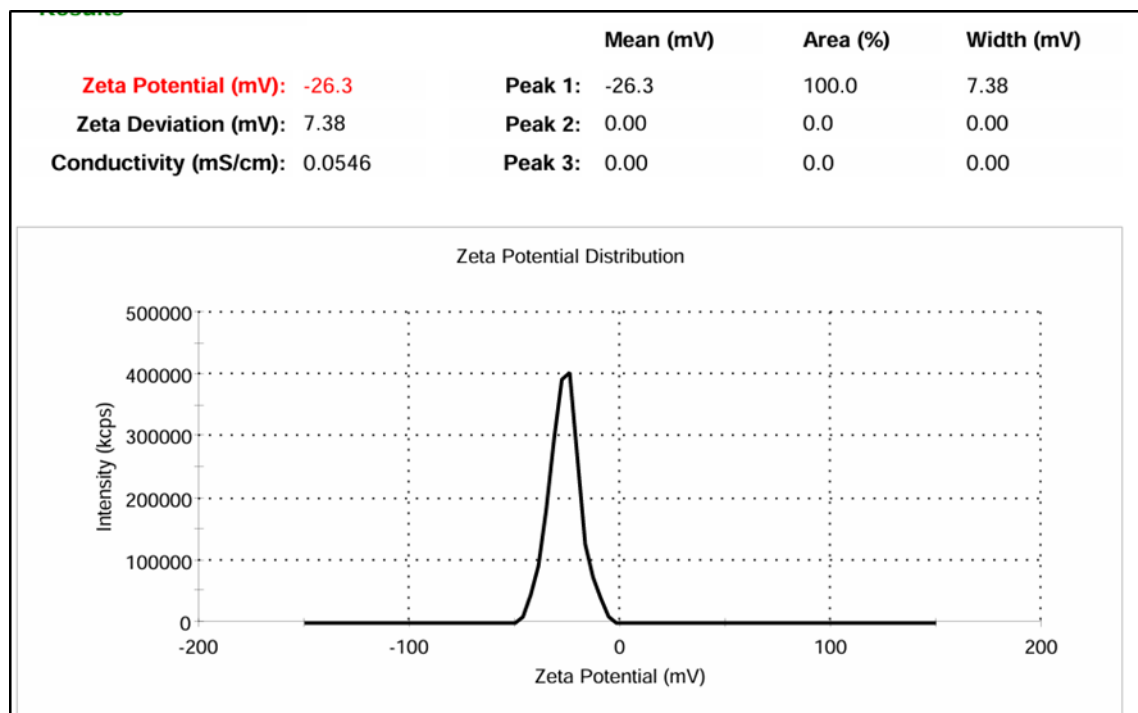 Results
Mean (mV) Area (%) Width (mV)
Zeta Potential (mV): -26.3 Peak 1: -26.3 100.0 7.38
Zeta Deviation (mV): 7.38 Peak 2: 0.00 0.0 0.00
Conductivity (mS/cm): 0.0546 Peak 3: 0.00 0.0 0.00
Zeta Potential Distribution
500000
400000
300000
200000
100000
0
Intensity (kcps)
-200 -100 0 100 200
Zeta Potential (mV)